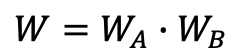 W = W_A · W_B